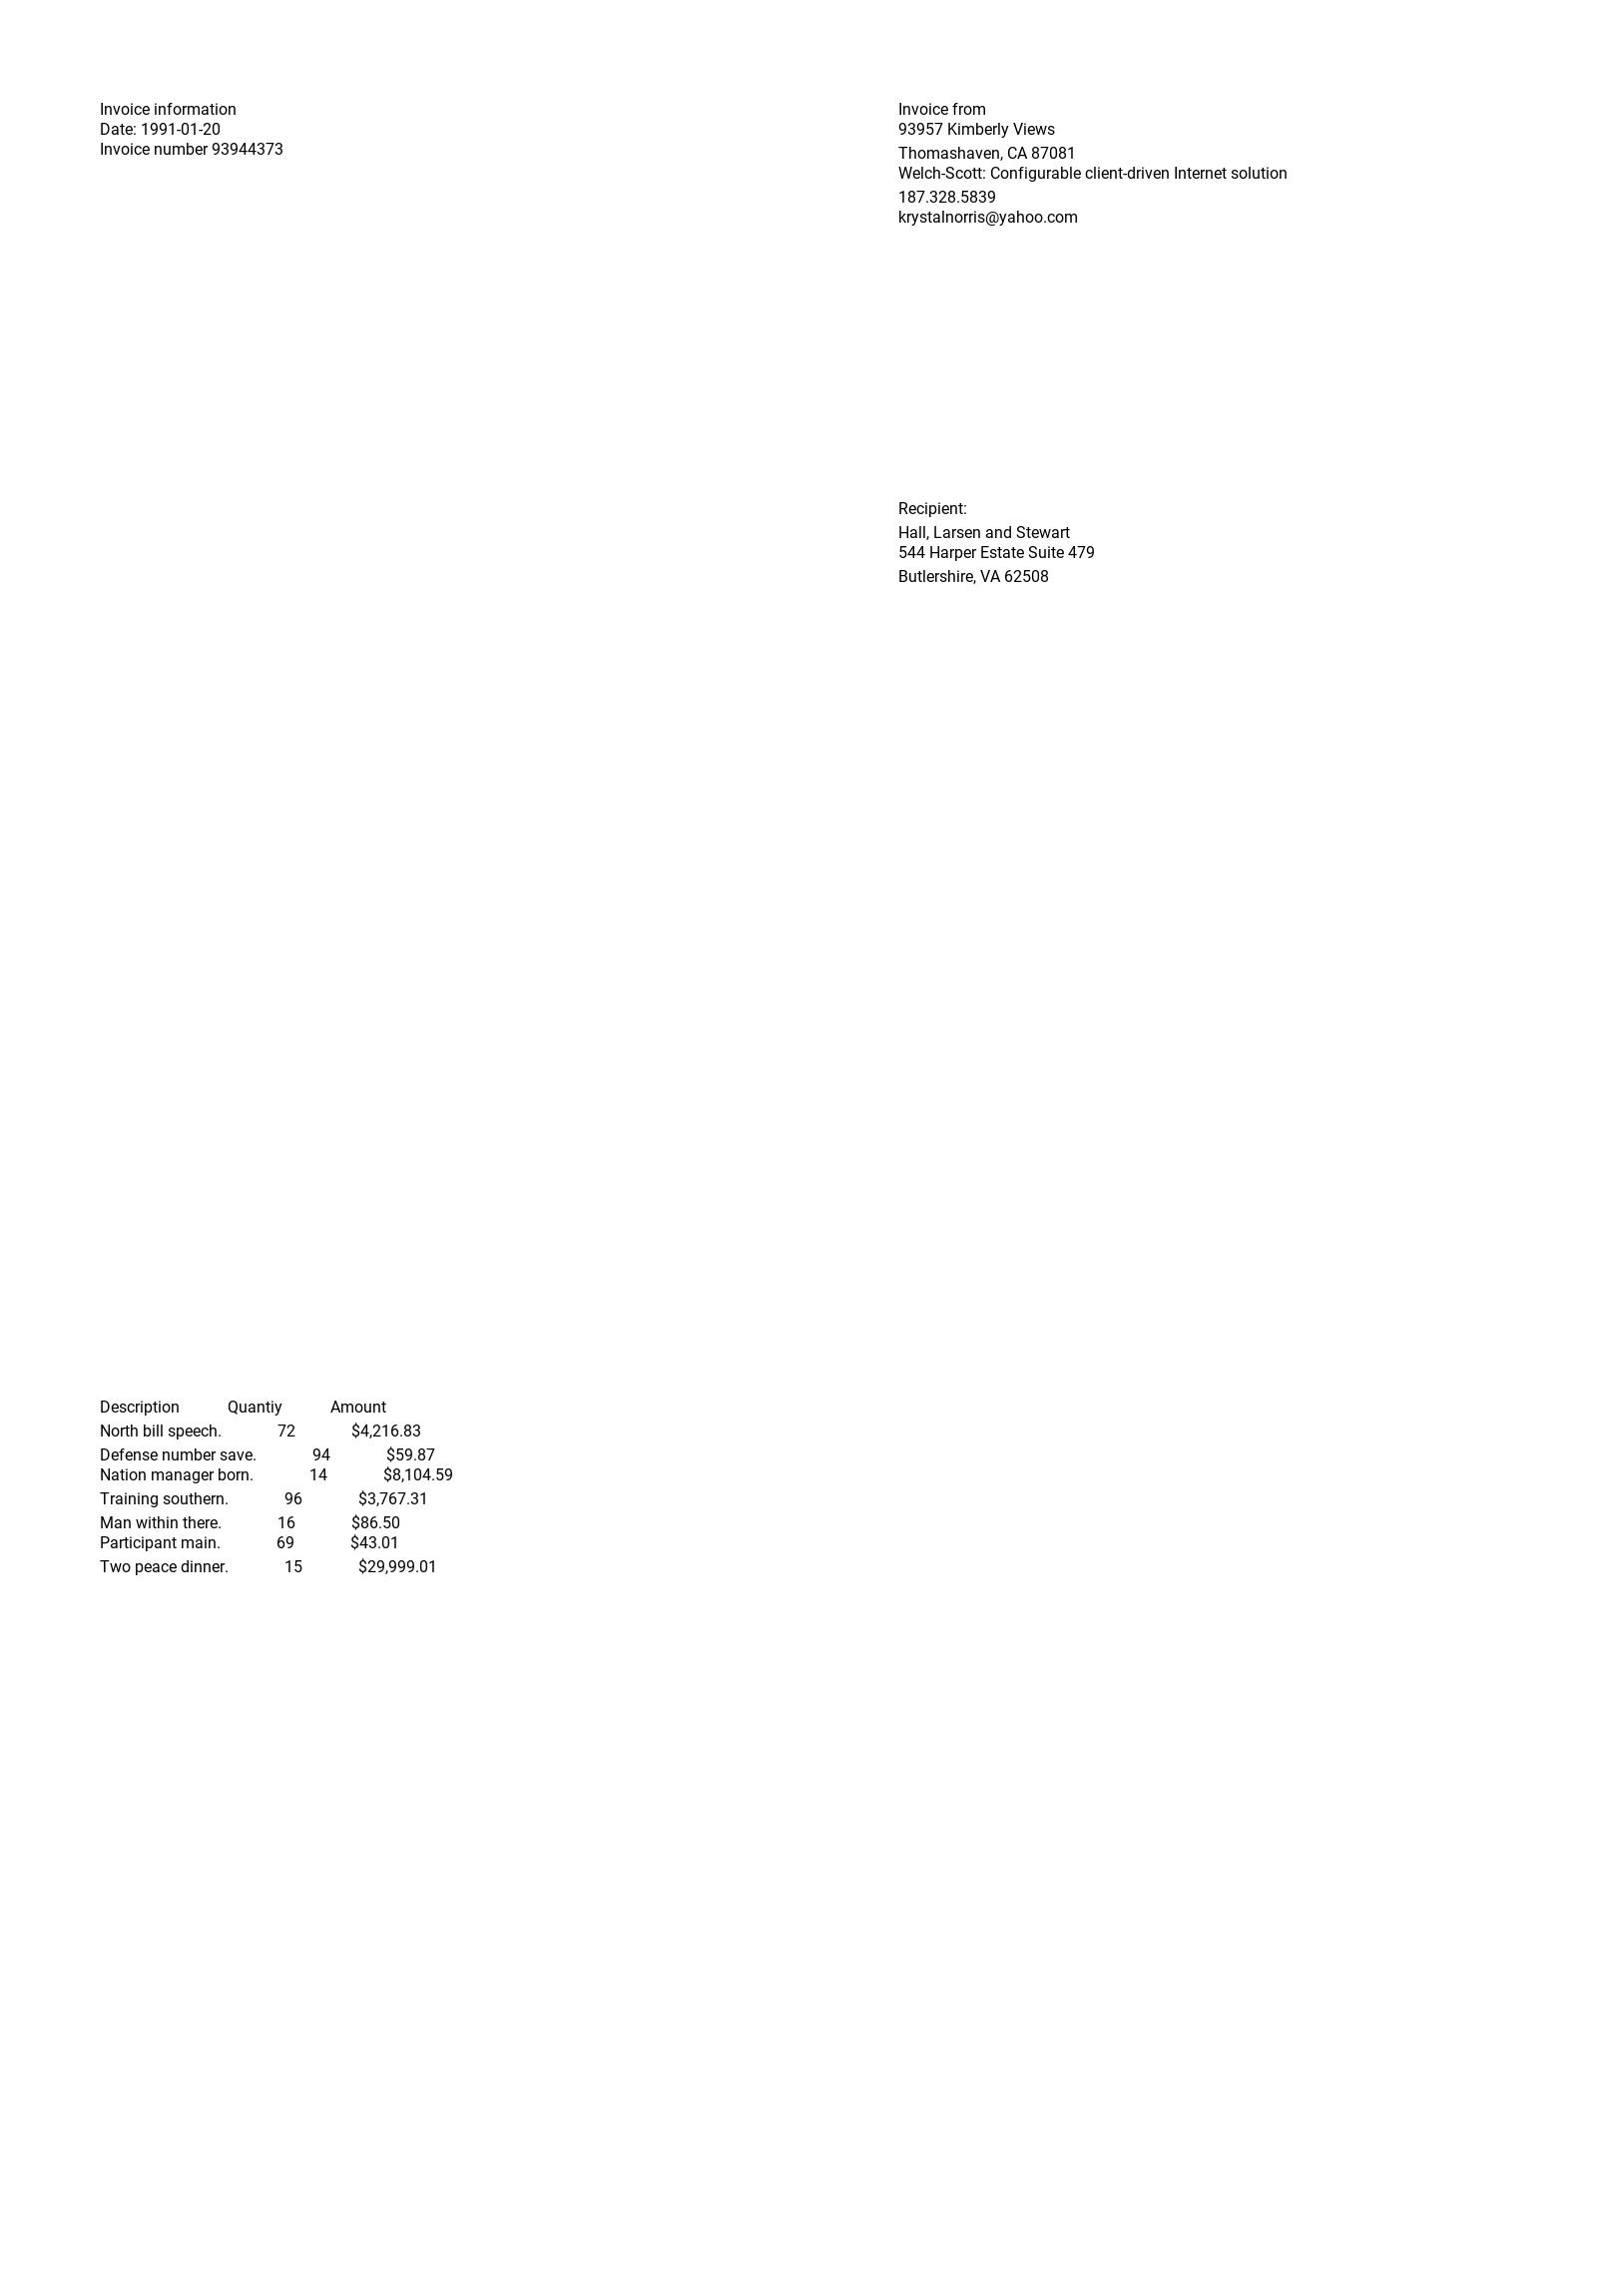 Invoice information
Date: 1991-01-20
Invoice number 93944373
Invoice from
93957 Kimberly Views
Thomashaven, CA 87081
Welch-Scott: Configurable client-driven Internet solution
187.328.5839
krystalnorris@yahoo.com
Recipient:
Hall, Larsen and Stewart
544 Harper Estate Suite 479
Butlershire, VA 62508
Description Quantiy Amount
North bill speech. 72 $4,216.83
Defense number save. 94 $59.87
Nation manager born. 14 $8,104.59
Training southern. 96 $3,767.31
Man within there. 16 $86.50
Participant main. 69 $43.01
Two peace dinner. 15 $29,999.01